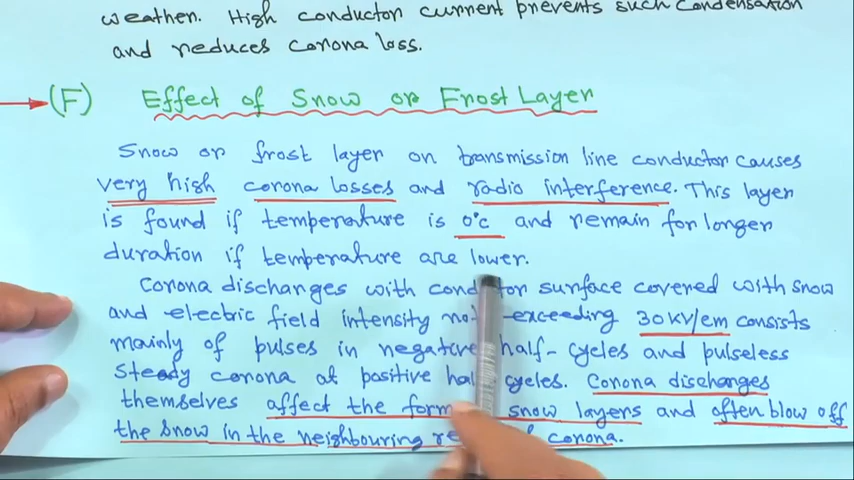 weather. High conductor current prevents such condensation
and reduces corona loss.
(F) Effect of Snow or Frost Layer
Snow or frost layer on transmission line conductor causes
very high corona losses and radio interference. This layer
is found if temperature is 0°C and remain for longer
duration if temperature are lower.
Corona discharges with conductor surface covered with snow
and electric field intensity not exceeding 30 KV/cm consists
mainly of pulses in negative half-cycles and pulseless
steady corona at positive half cycles. Corona discharges
themselves affect the form snow layers and often blow off
the snow in the neighbouring of corona.